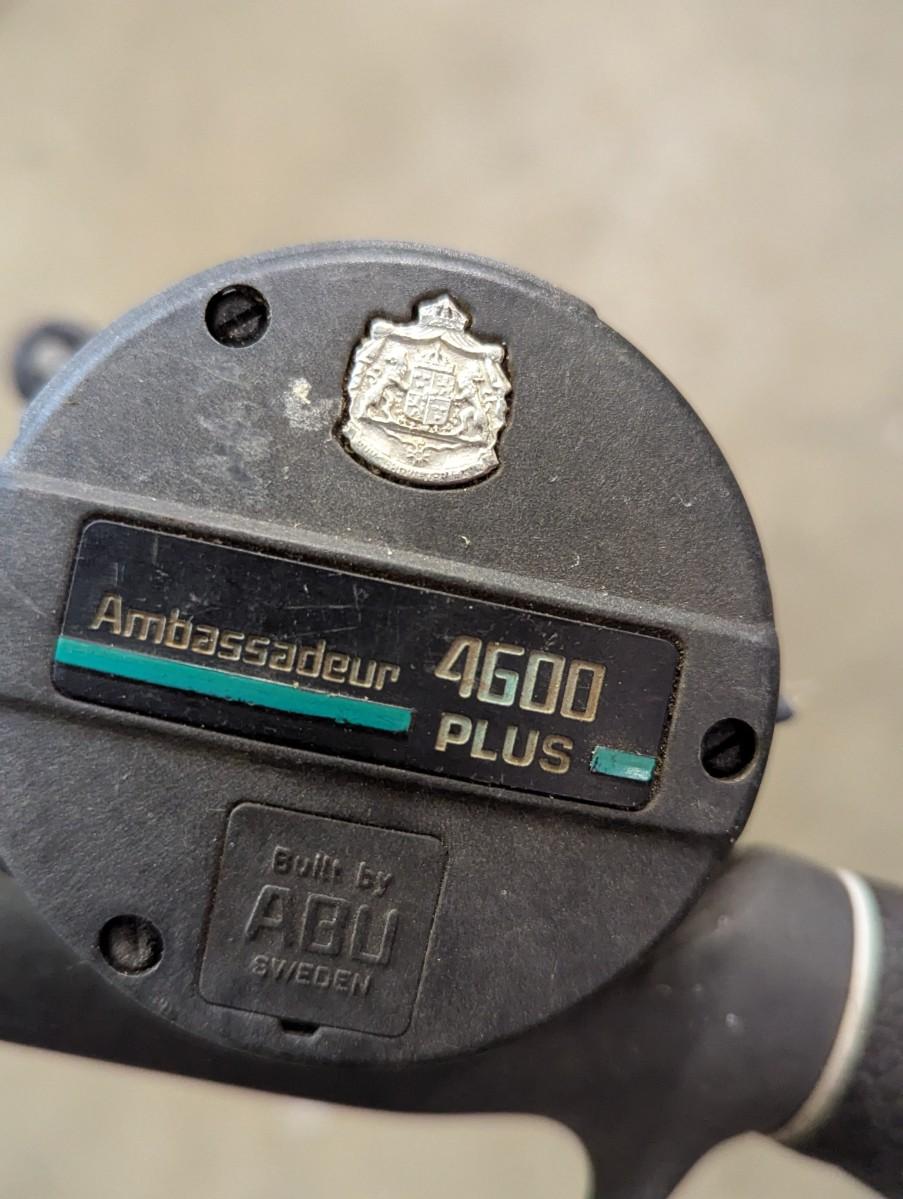 Ambassadeur 4600
PLUS
Built by
ABU
SWEDEN